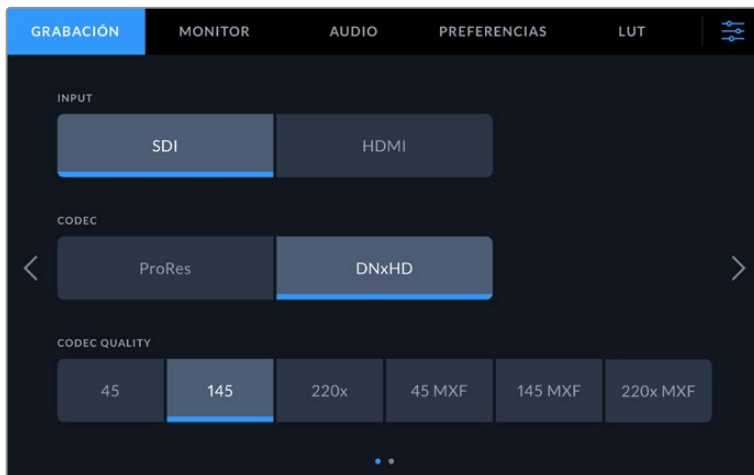 GRABACIÓN MONITOR AUDIO PREFERENCIAS LUT
INPUT
SDI HDMI
CODEC
ProRes DNxHD
CODEC QUALITY
45 145 220x 45 MXF 145 MXF 220x MXF